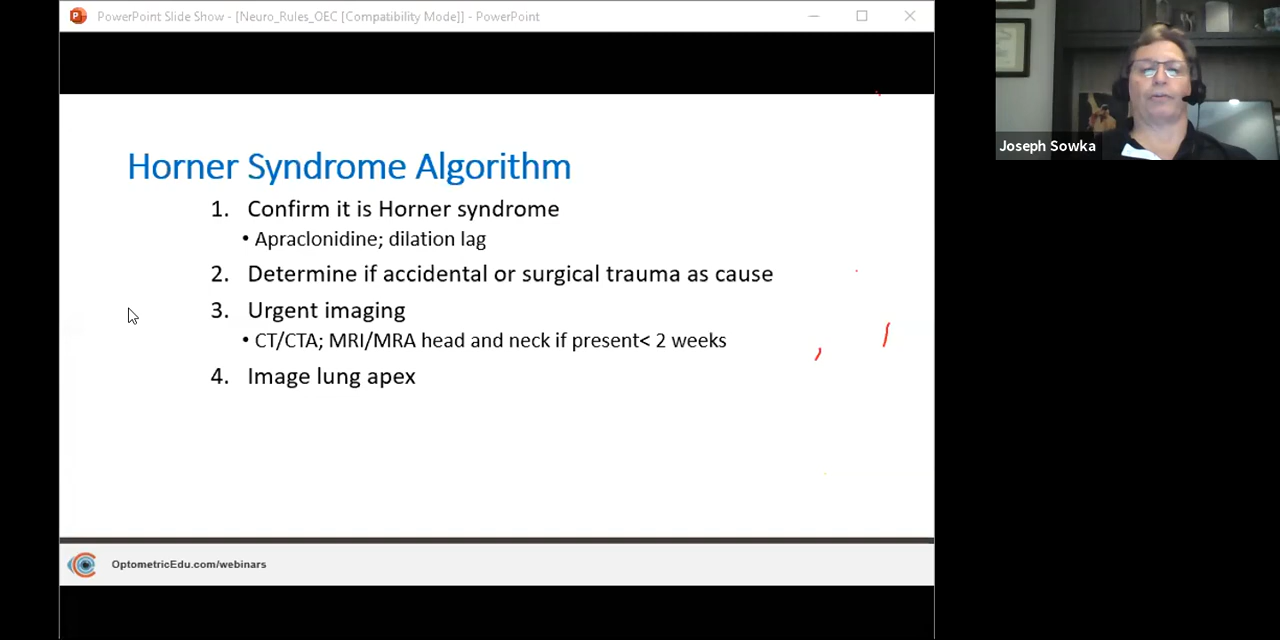 PowerPoint Slide Show - [Neuro_Rules_OEC [Compatibility Mode]] - PowerPoint
Joseph Sowka
Horner Syndrome Algorithm
1. Confirm it is Horner syndrome
• Apraclonidine; dilation lag
2. Determine if accidental or surgical trauma as cause
3. Urgent imaging
• CT/CTA; MRI/MRA head and neck if present< 2 weeks
4. Image lung apex
OptometricEdu.com/webinars